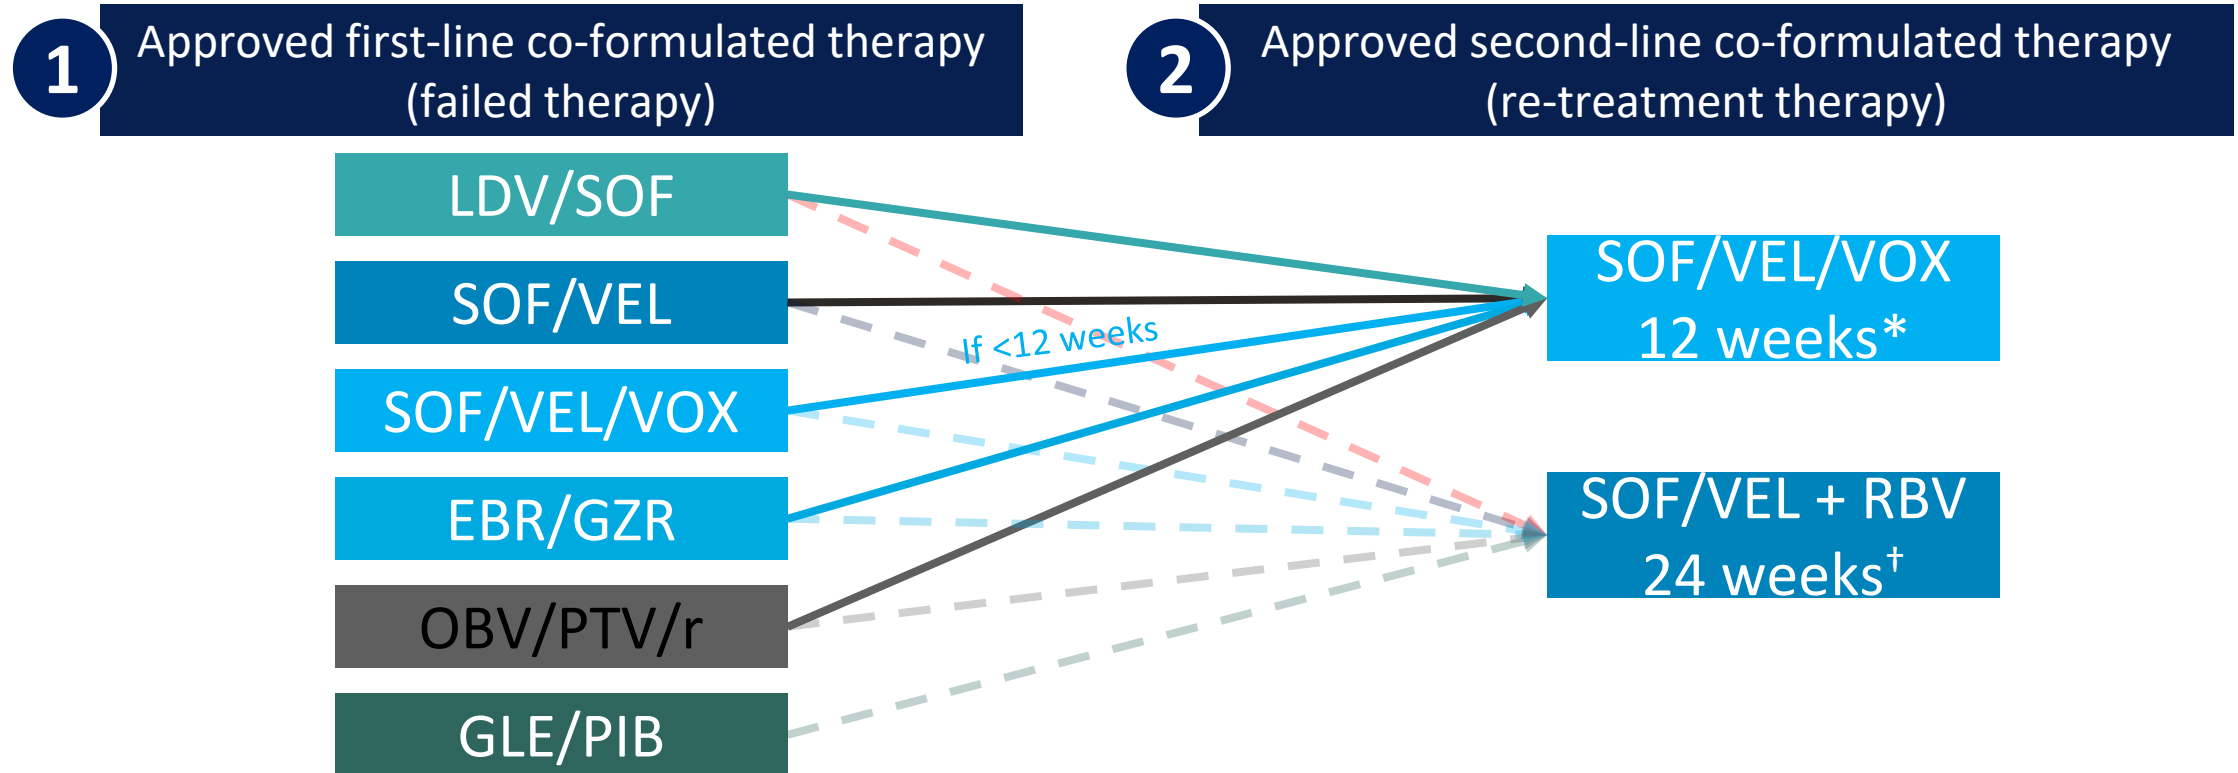 1
Approved first-line co-formulated therapy
(failed therapy)
2
Approved second-line co-formulated therapy
(re-treatment therapy)
LDV/SOF
SOF/VEL
SOF/VEL/VOX
EBR/GZR
OBV/PTV/r
GLE/PIB
If <12 weeks
SOF/VEL/VOX
12 weeks*
SOF/VEL + RBV
24 weeks†